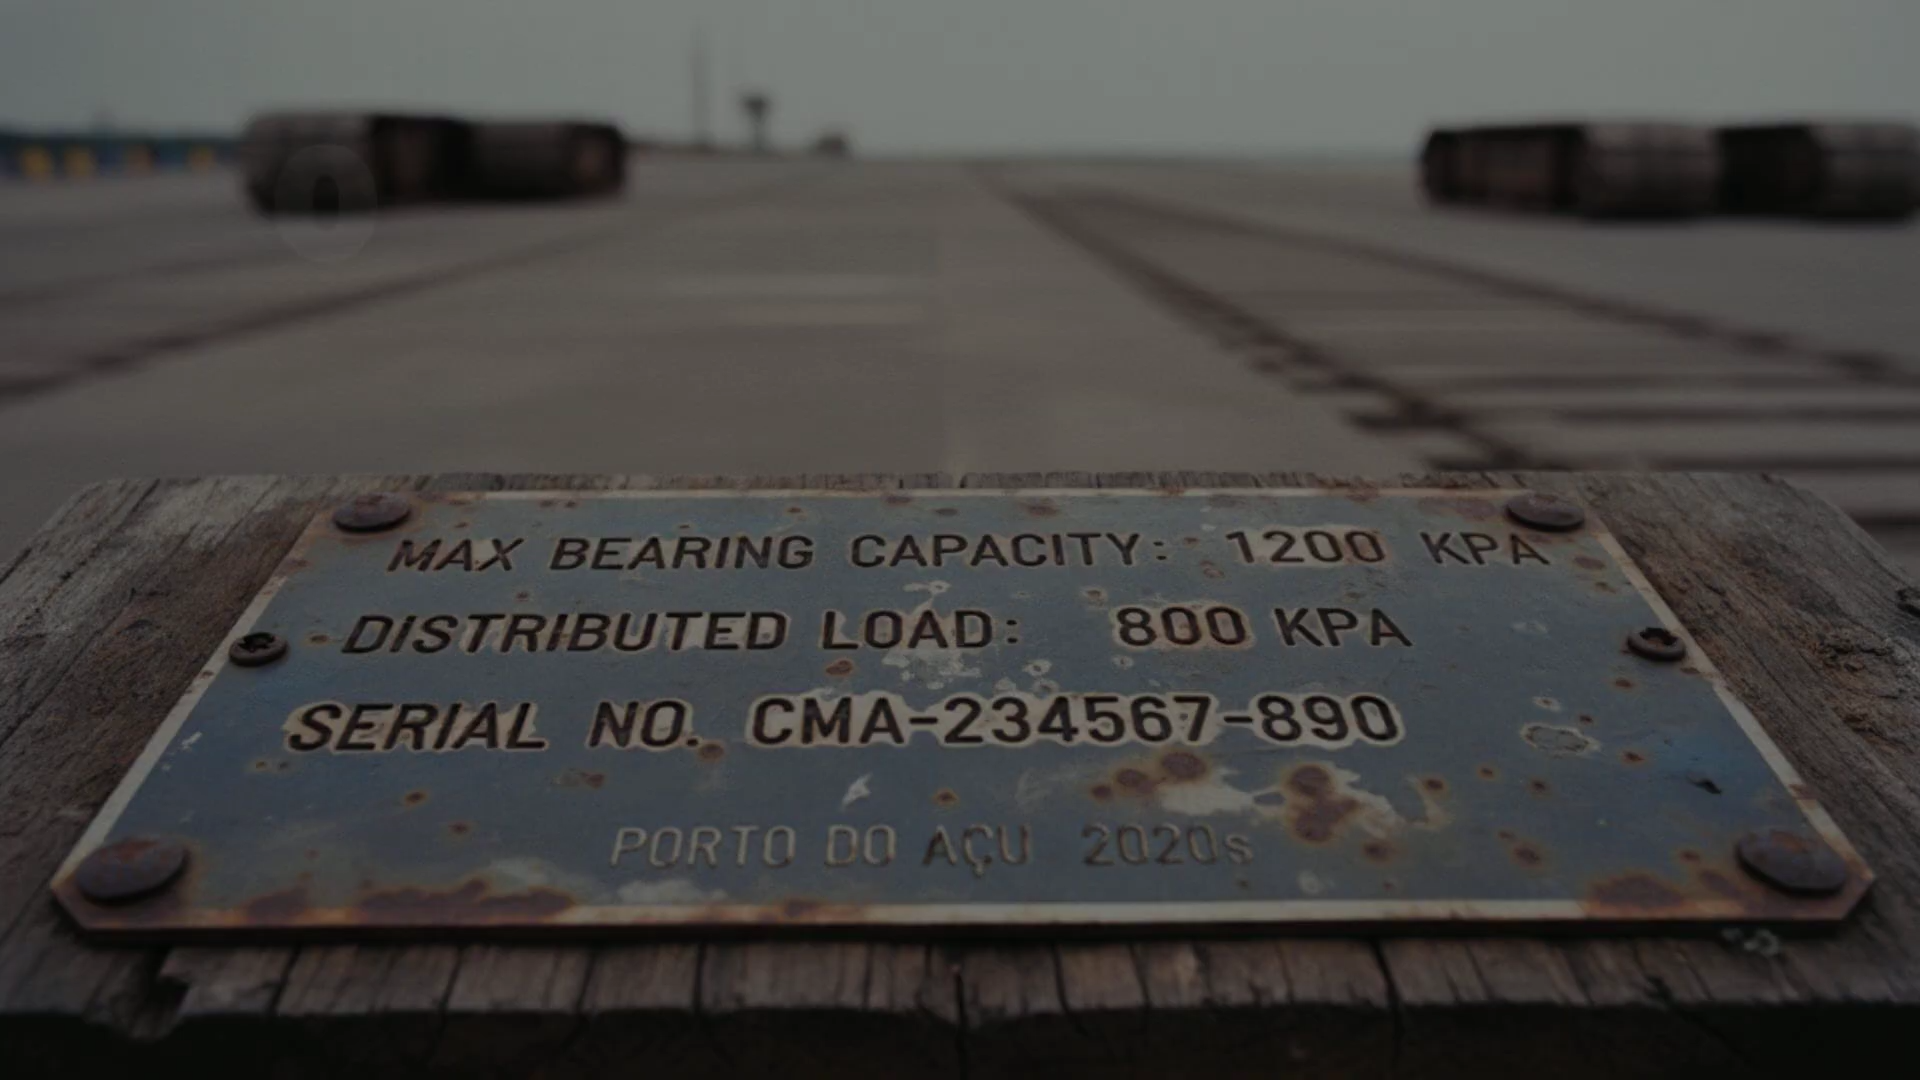 MAX BEARING CAPACITY: 1200 KPA
DISTRIBUTED LOAD: 800 KPA
SERIAL NO. CMA-234567-890
PORTO DO AÇU 2020s